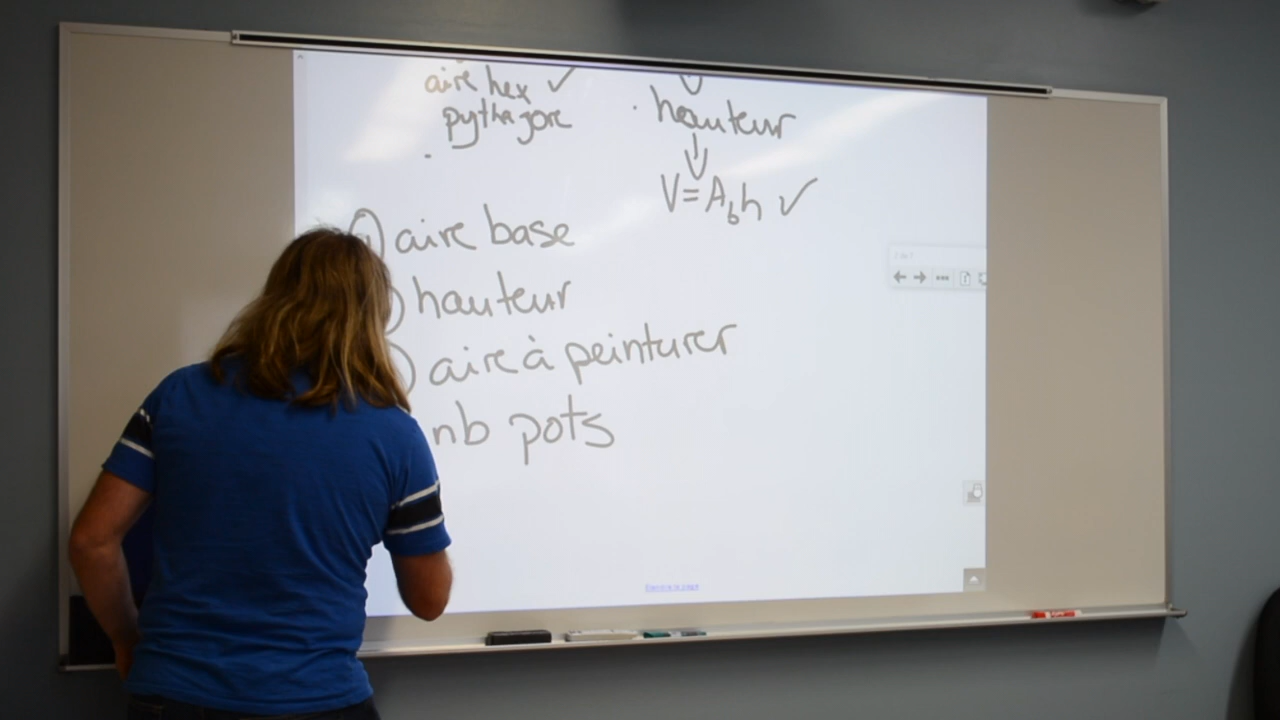 aire hex ✓
pythagore
hauteur
V = A_b h ✓
aire base
hauteur
aire à peinturer
nb pots